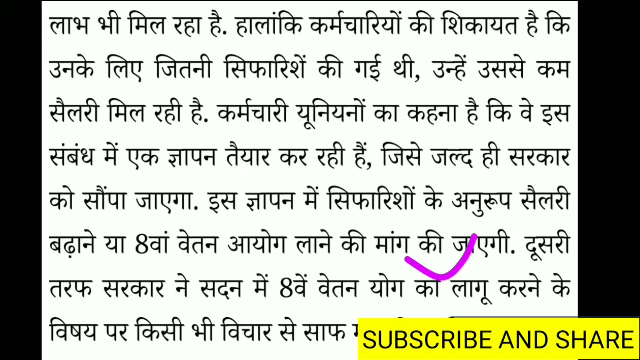 लाभ भी मिल रहा है. हालांकि कर्मचारियों की शिकायत है कि
उनके लिए जितनी सिफारिशें की गई थी, उन्हें उससे कम
सैलरी मिल रही है. कर्मचारी यूनियनों का कहना है कि वे इस
संबंध में एक ज्ञापन तैयार कर रही हैं, जिसे जल्द ही सरकार
को सौंपा जाएगा. इस ज्ञापन में सिफारिशों के अनुरूप सैलरी
बढ़ाने या 8वां वेतन आयोग लाने की मांग की जाएगी. दूसरी
तरफ सरकार ने सदन में 8वें वेतन योग को लागू करने के
विषय पर किसी भी विचार से साफ
SUBSCRIBE AND SHARE